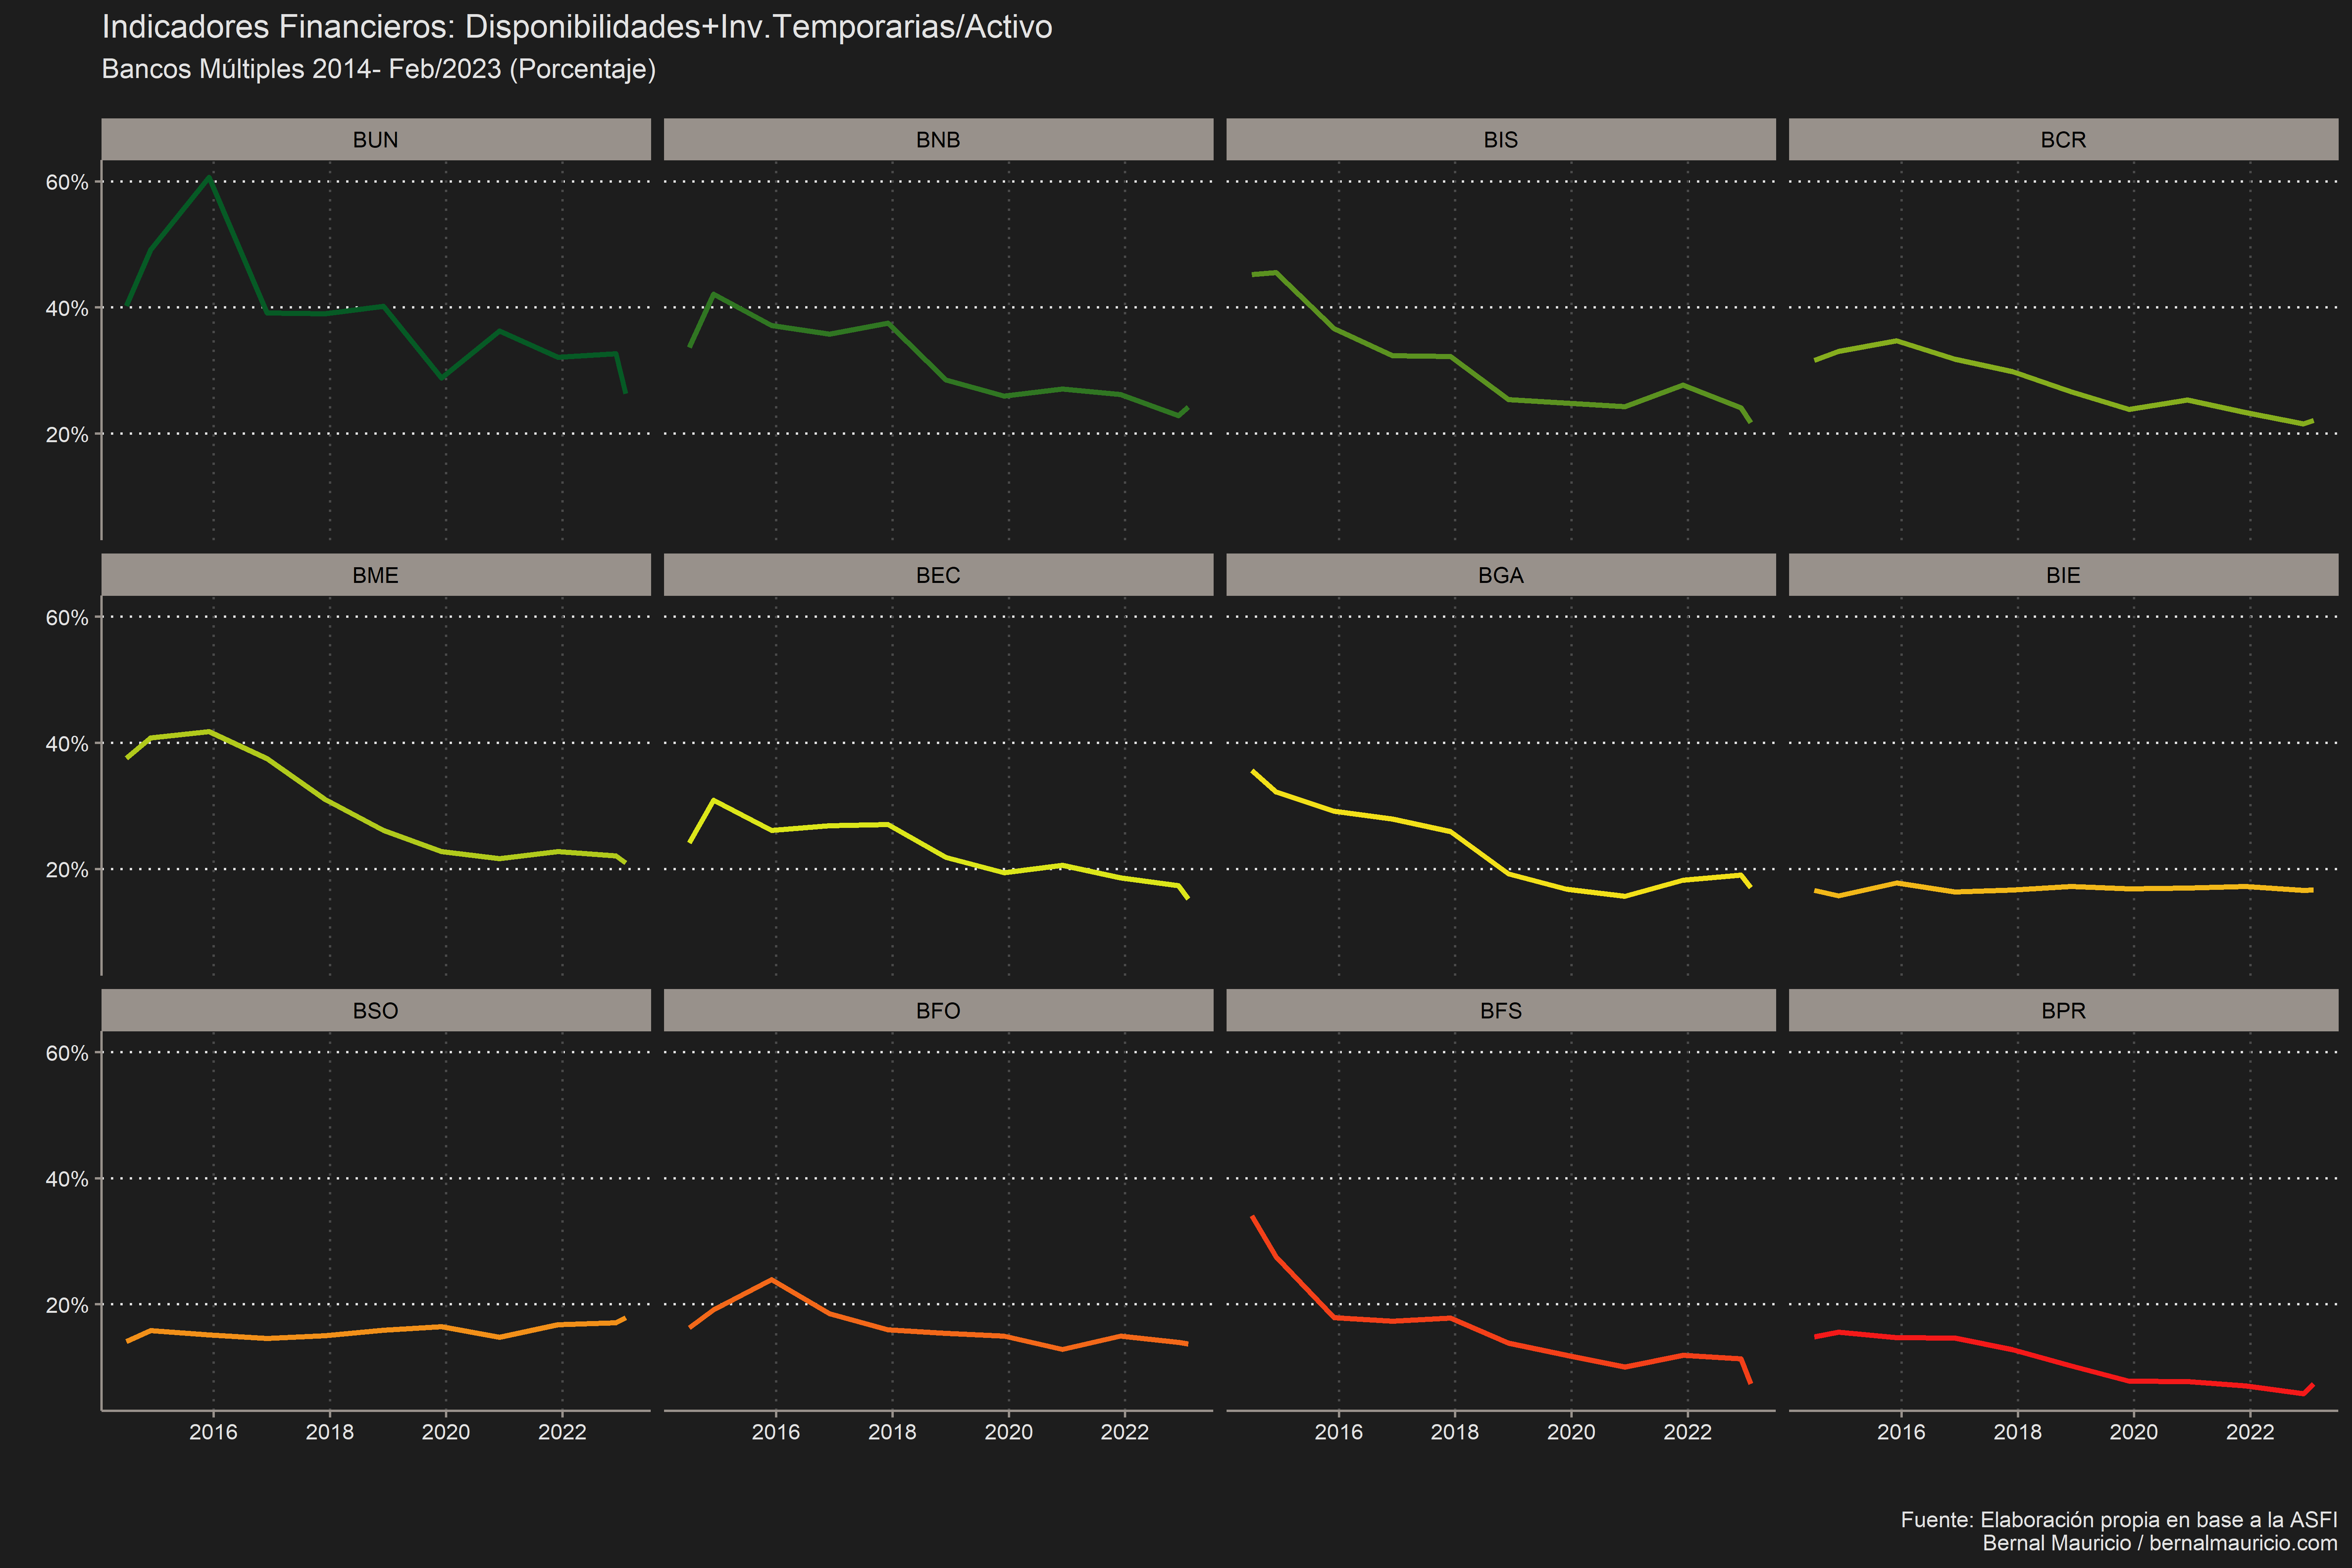 Indicadores Financieros: Disponibilidades+Inv.Temporarias/Activo
Bancos Múltiples 2014- Feb/2023 (Porcentaje)
BUN BNB BIS BCR
60%
40%
20%
BME BEC BGA BIE
60%
40%
20%
BSO BFO BFS BPR
60%
40%
20%
2016 2018 2020 2022 2016 2018 2020 2022 2016 2018 2020 2022 2016 2018 2020 2022
Fuente: Elaboración propia en base a la ASFI
Bernal Mauricio / bernalmauricio.com